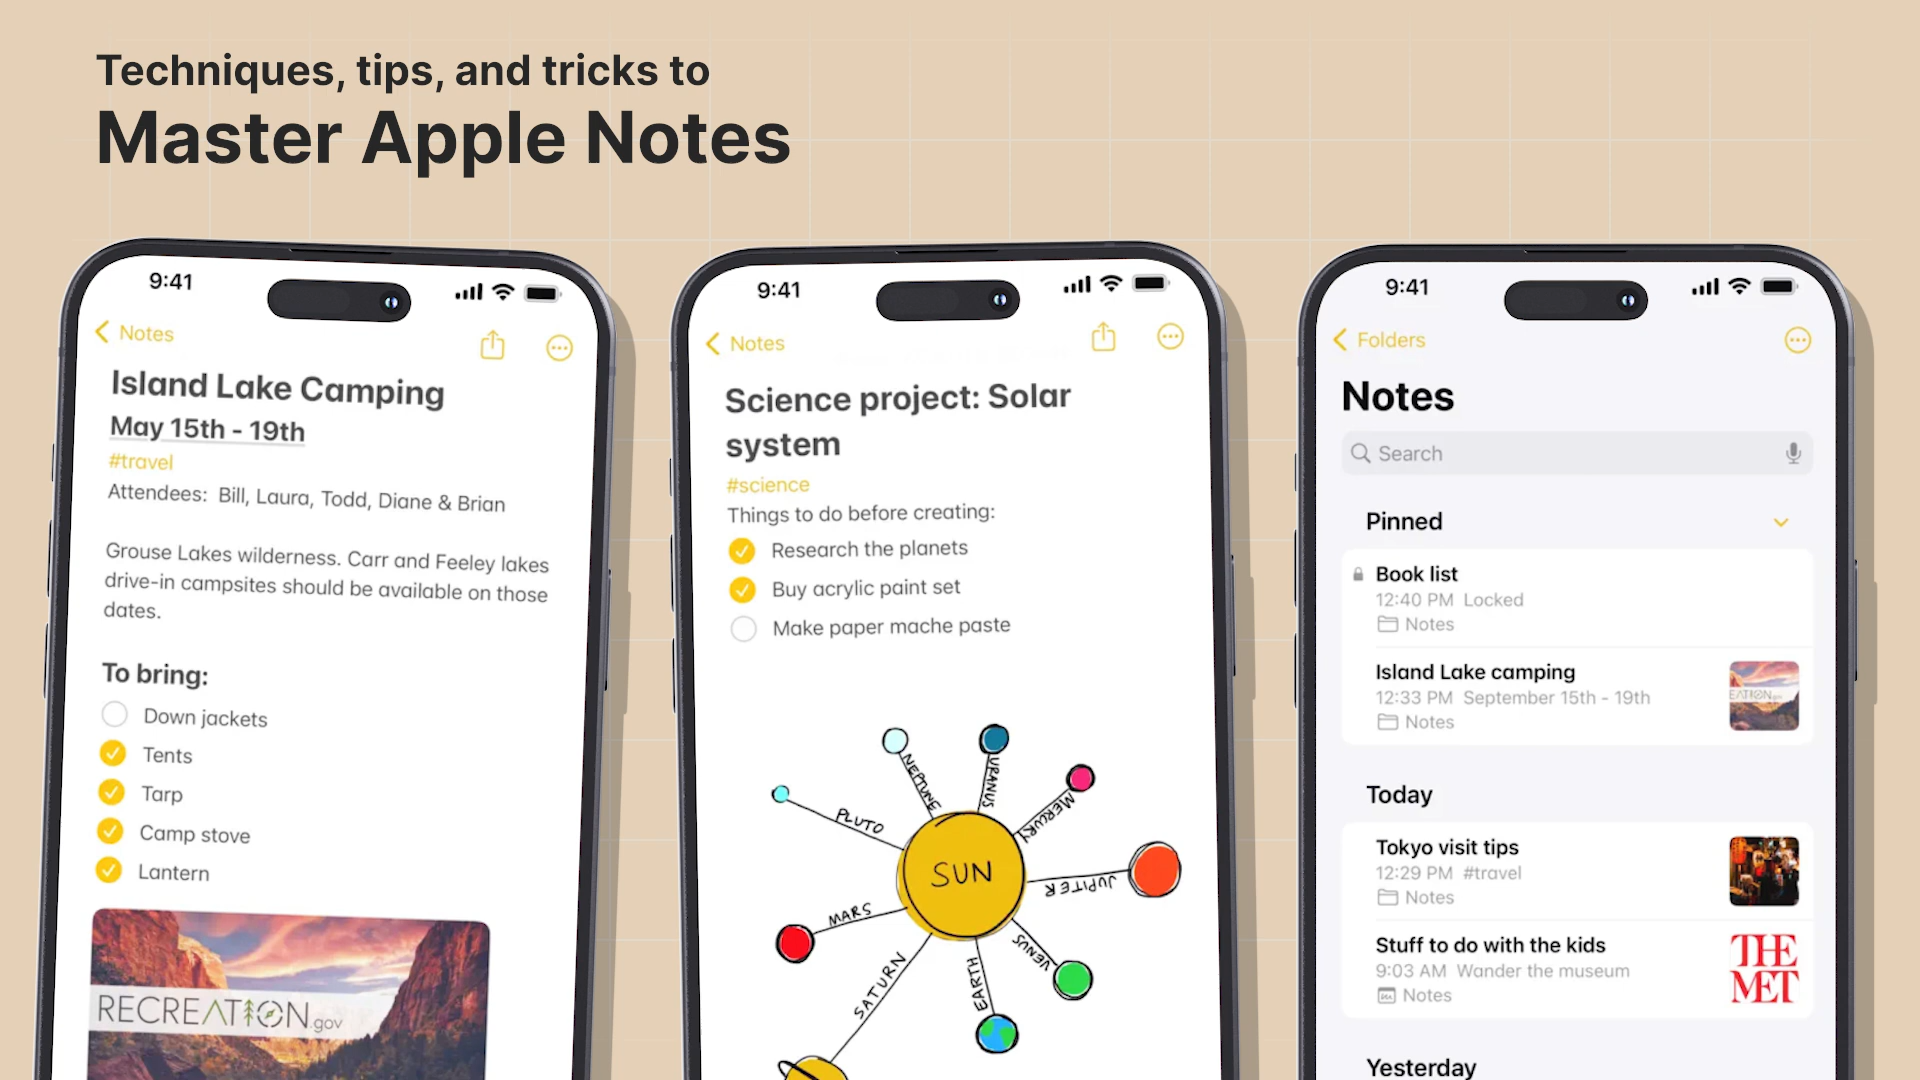 Techniques, tips, and tricks to
Master Apple Notes
9:41
Notes
Island Lake Camping
May 15th - 19th
#travel
Attendees: Bill, Laura, Todd, Diane & Brian
Grouse Lakes wilderness. Carr and Feeley lakes
drive-in campsites should be available on those
dates.
To bring:
Down jackets
Tents
Tarp
Camp stove
Lantern
RECREATION.gov
9:41
Notes
Science project: Solar
system
#science
Things to do before creating:
Research the planets
Buy acrylic paint set
Make paper mache paste
NEPTUNE
URANUS
MERCURY
PLUTO
SUN
JUPITER
MARS
VENUS
SATURN
EARTH
9:41
Folders
Notes
Search
Pinned
Book list
12:40 PM Locked
Notes
Island Lake camping
12:33 PM September 15th - 19th
Notes
EATION.gov
Today
Tokyo visit tips
12:29 PM #travel
Notes
Stuff to do with the kids
9:03 AM Wander the museum
Notes
THE
MET
Yesterday